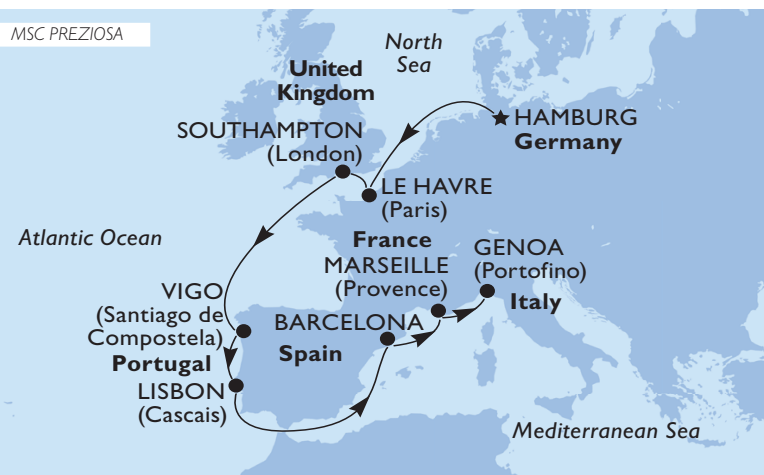 MSC PREZIOSA
North
Sea
United
Kingdom
HAMBURG
Germany
SOUTHAMPTON
(London)
LE HAVRE
(Paris)
Atlantic Ocean
France
GENOA
(Portofino)
MARSEILLE
(Provence)
Italy
VIGO
(Santiago de
Compostela)
BARCELONA
Spain
Portugal
LISBON
(Cascais)
Mediterranean Sea